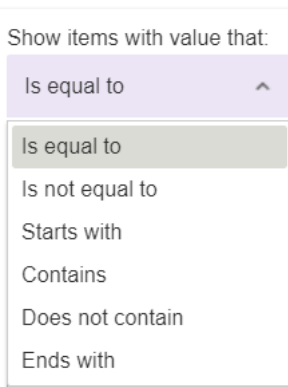 Show items with value that:
Is equal to
Is equal to
Is not equal to
Starts with
Contains
Does not contain
Ends with